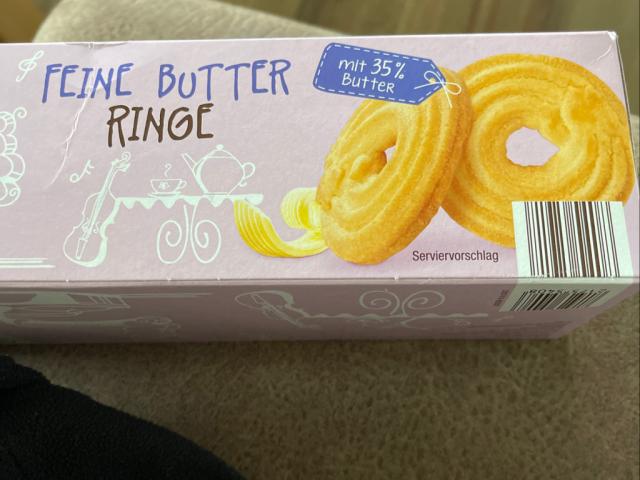 FEINE BUTTER
RINGE
mit 35%
BUTTER
Serviervorschlag